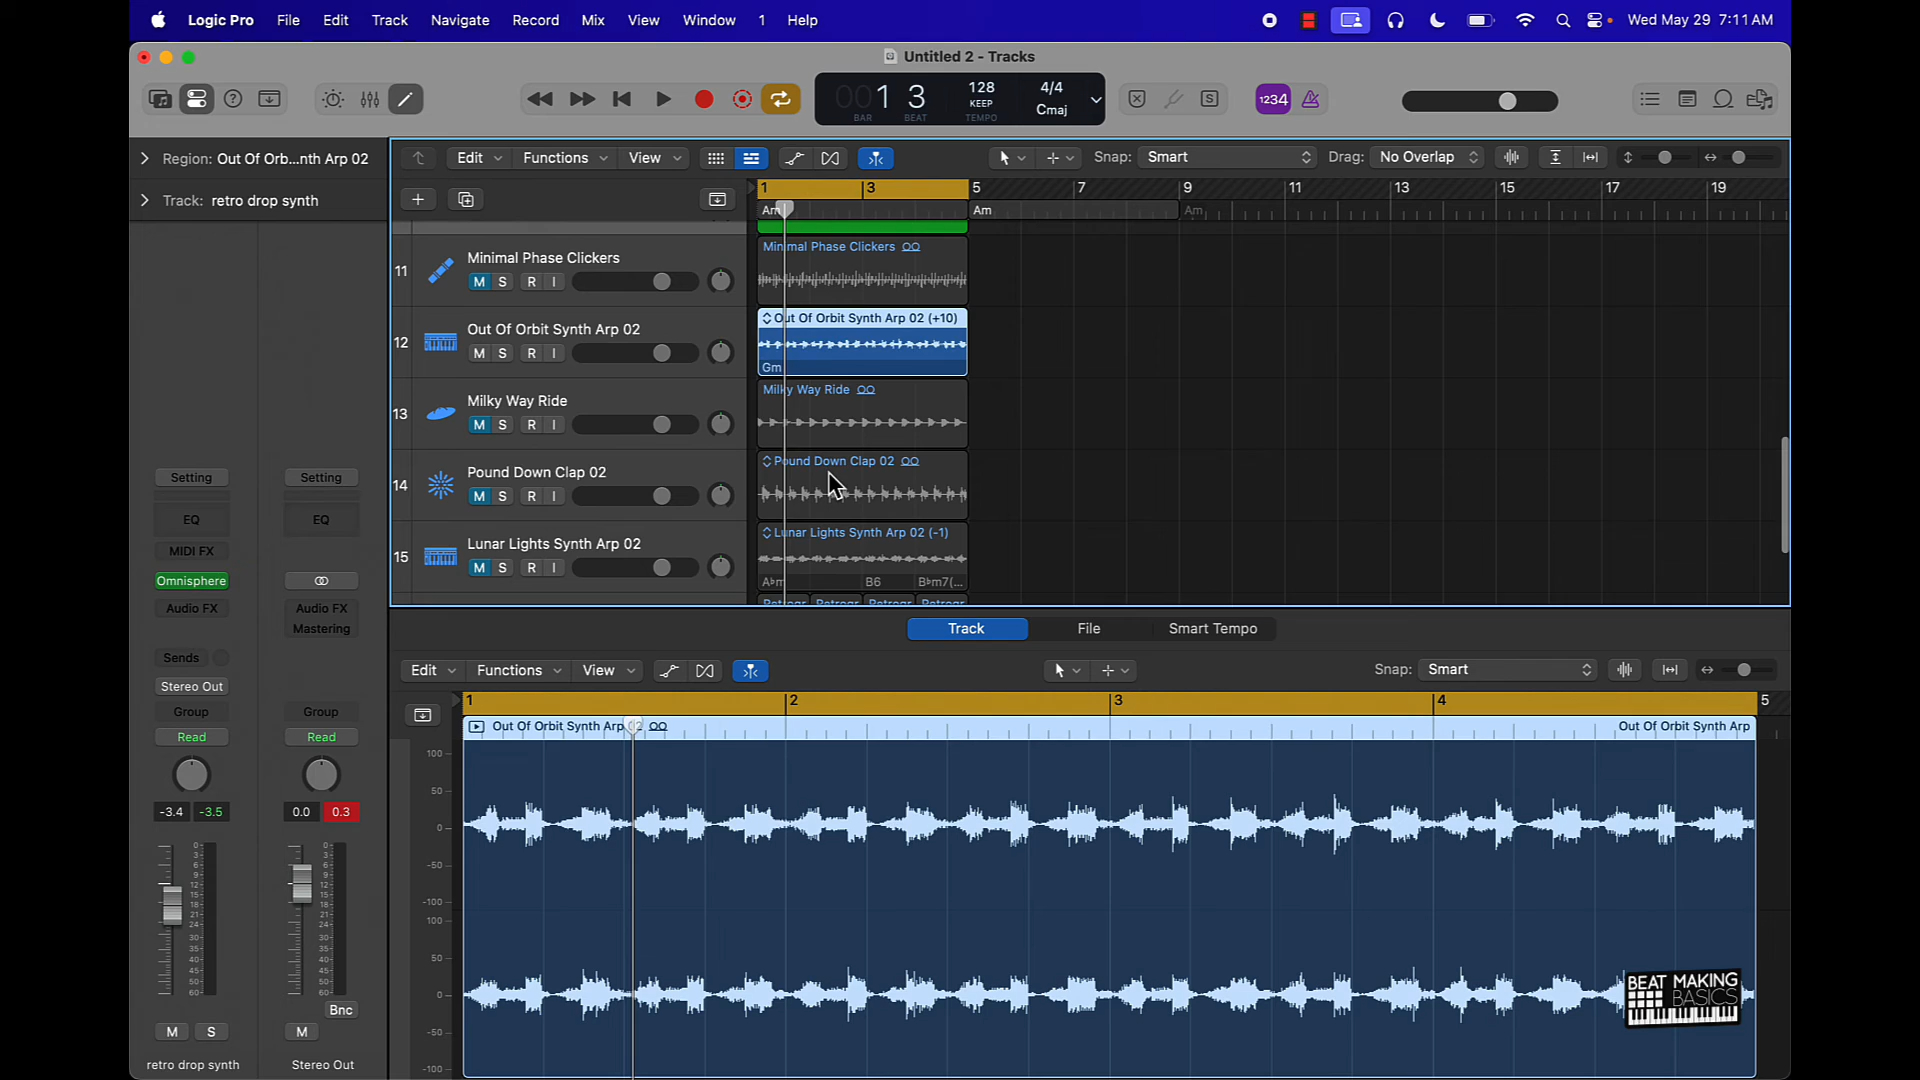 Logic Pro File Edit Track Navigate Record Mix View Window 1 Help Wed May 29 7:11 AM
Untitled 2 - Tracks
001 3 128 4/4
KEEP Cmaj
BAR BEAT TEMPO
1234
Region: Out Of Orb...nth Arp 02
Edit Functions View Snap: Smart Drag: No Overlap
Track: retro drop synth
1 3 5 7 9 11 13 15 17 19
Am Am Am
11 Minimal Phase Clickers
M S R I
Minimal Phase Clickers
12 Out Of Orbit Synth Arp 02
M S R I
Out Of Orbit Synth Arp 02 (+10)
Gm
13 Milky Way Ride
M S R I
Milky Way Ride
14 Pound Down Clap 02
M S R I
Pound Down Clap 02
15 Lunar Lights Synth Arp 02
M S R I
Lunar Lights Synth Arp 02 (-1)
A♭m B6 B♭m7(...
Setting Setting
EQ EQ
MIDI FX
Omnisphere
Audio FX Audio FX
Mastering
Sends
Stereo Out
Group Group
Read Read
-3.4 -3.5 0.0 0.3
Bnc
M S M
retro drop synth Stereo Out
Track File Smart Tempo
Edit Functions View Snap: Smart
1 2 3 4 5
Out Of Orbit Synth Arp 02 Out Of Orbit Synth Arp
100
50
0
-50
-100
100
50
0
-50
-100
BEAT MAKING
BASICS